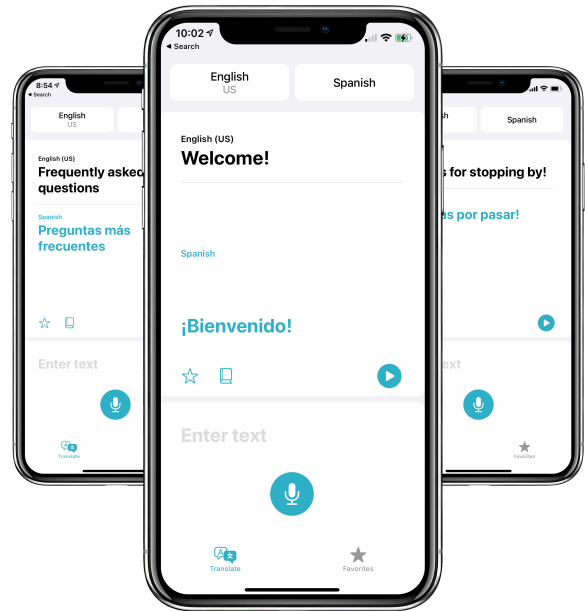 8:54
Search
English
US
English (US)
Frequently asked
questions
Spanish
Preguntas más
frecuentes
Enter text
Translate
10:02
Search
English
US
Spanish
English (US)
Welcome!
Spanish
¡Bienvenido!
Enter text
Translate
Favorites
Spanish
for stopping by!
por pasar!
Favorites